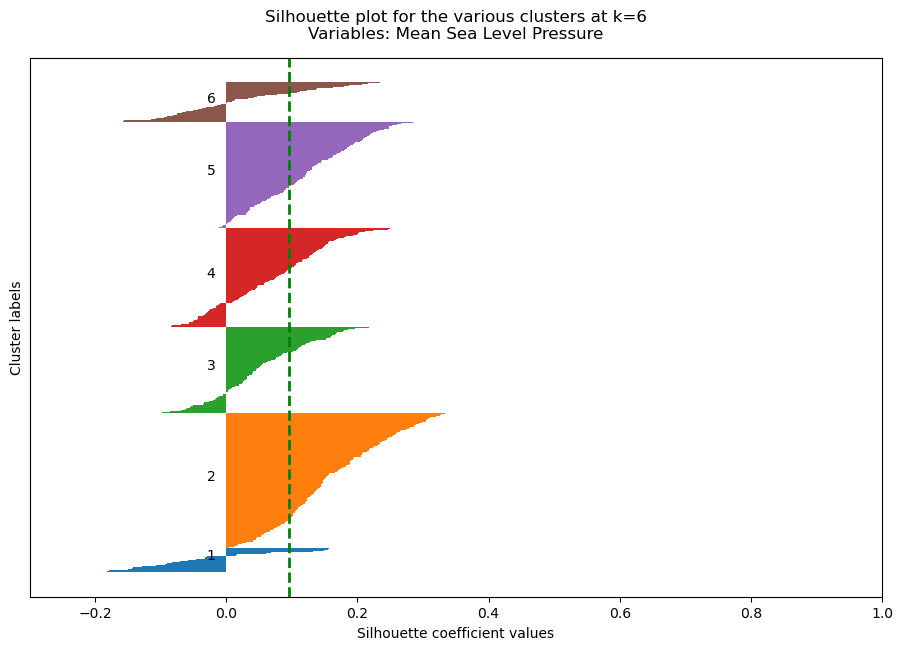 Silhouette plot for the various clusters at k=6
Variables: Mean Sea Level Pressure
6
5
4
3
2
1
Cluster labels
−0.2 0.0 0.2 0.4 0.6 0.8 1.0
Silhouette coefficient values